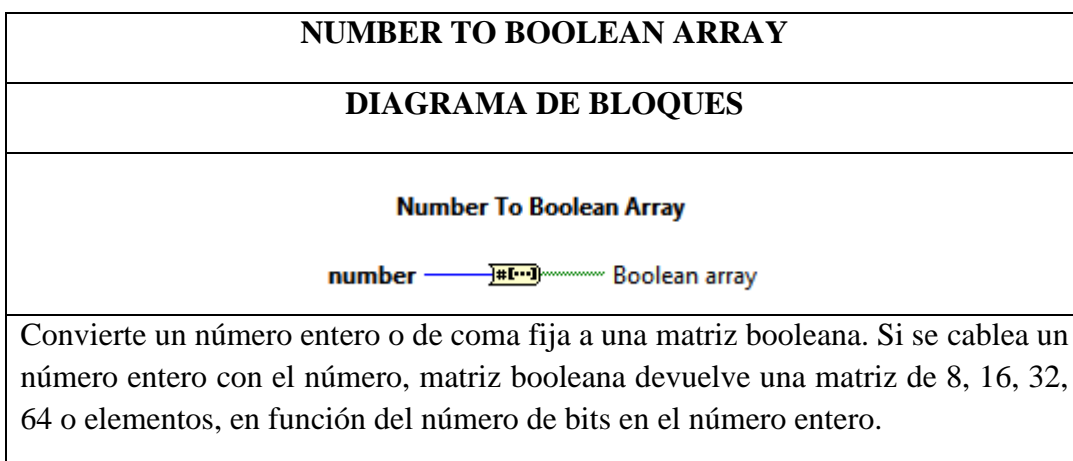 NUMBER TO BOOLEAN ARRAY
DIAGRAMA DE BLOQUES
Number To Boolean Array
number #[···] Boolean array
Convierte un número entero o de coma fija a una matriz booleana. Si se cablea un
número entero con el número, matriz booleana devuelve una matriz de 8, 16, 32,
64 o elementos, en función del número de bits en el número entero.